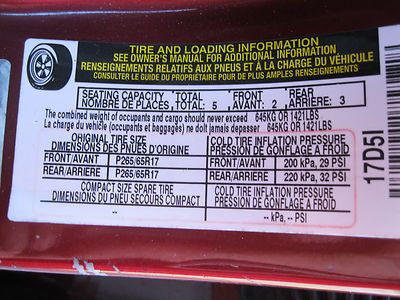 TIRE AND LOADING INFORMATION
SEE OWNER'S MANUAL FOR ADDITIONAL INFORMATION
RENSEIGNEMENTS RELATIFS AUX PNEUS ET À LA CHARGE DU VÉHICULE
CONSULTER LE GUIDE DU PROPRIÉTAIRE POUR DE PLUS AMPLES RENSEIGNEMENTS
SEATING CAPACITY TOTAL FRONT REAR
NOMBRE DE PLACES: TOTAL: 5 AVANT: 2 ARRIÈRE: 3
The combined weight of occupants and cargo should never exceed 645KG OR 1421LBS
La charge du véhicule (occupants et bagages) ne doit jamais depasser 645KG OR 1421LBS
ORIGINAL TIRE SIZE COLD TIRE INFLATION PRESSURE
DIMENSIONS DES PNUES D'ORIGINE PRESSION DE GONFLAGE A FROID
FRONT/AVANT P265/65R17 200 kPa, 29 PSI
REAR/ARRIÈRE P265/65R17 220 kPa, 32 PSI
COMPACT SIZE SPARE TIRE COLD TIRE INFLATION PRESSURE
DIMENSIONS DU PNEU SECOURS COMPACT PRESSION DE GONFLAGE A FROID
-- -- kPa, -- PSI
17D5I